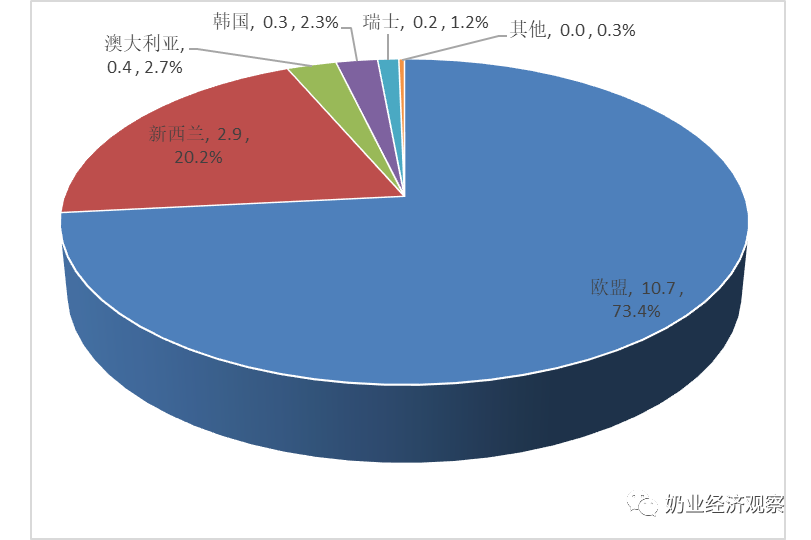 韩国, 0.3 , 2.3%
瑞士, 0.2 , 1.2%
其他, 0.0 , 0.3%
澳大利亚,
0.4 , 2.7%
新西兰, 2.9 ,
20.2%
欧盟, 10.7 ,
73.4%
奶业经济观察